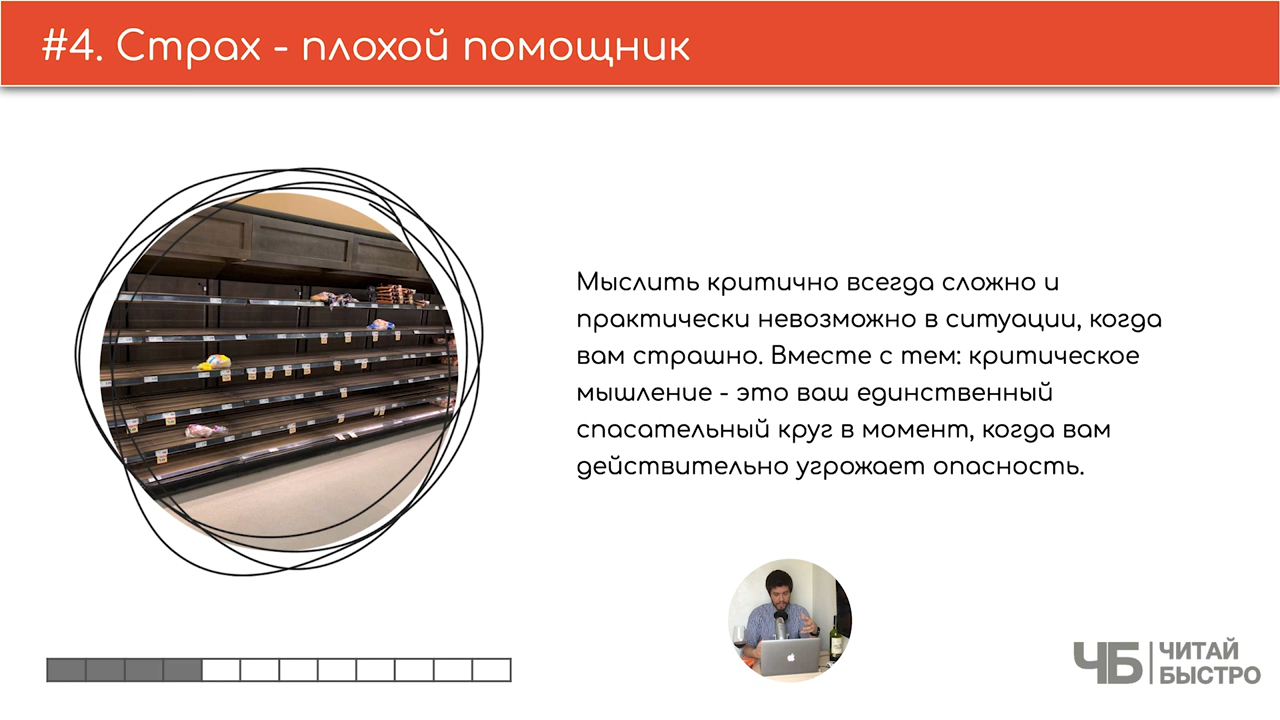 #4. Страх - плохой помощник
Мыслить критично всегда сложно и
практически невозможно в ситуации, когда
вам страшно. Вместе с тем: критическое
мышление - это ваш единственный
спасательный круг в момент, когда вам
действительно угрожает опасность.
ЧБ
ЧИТАЙ
БЫСТРО